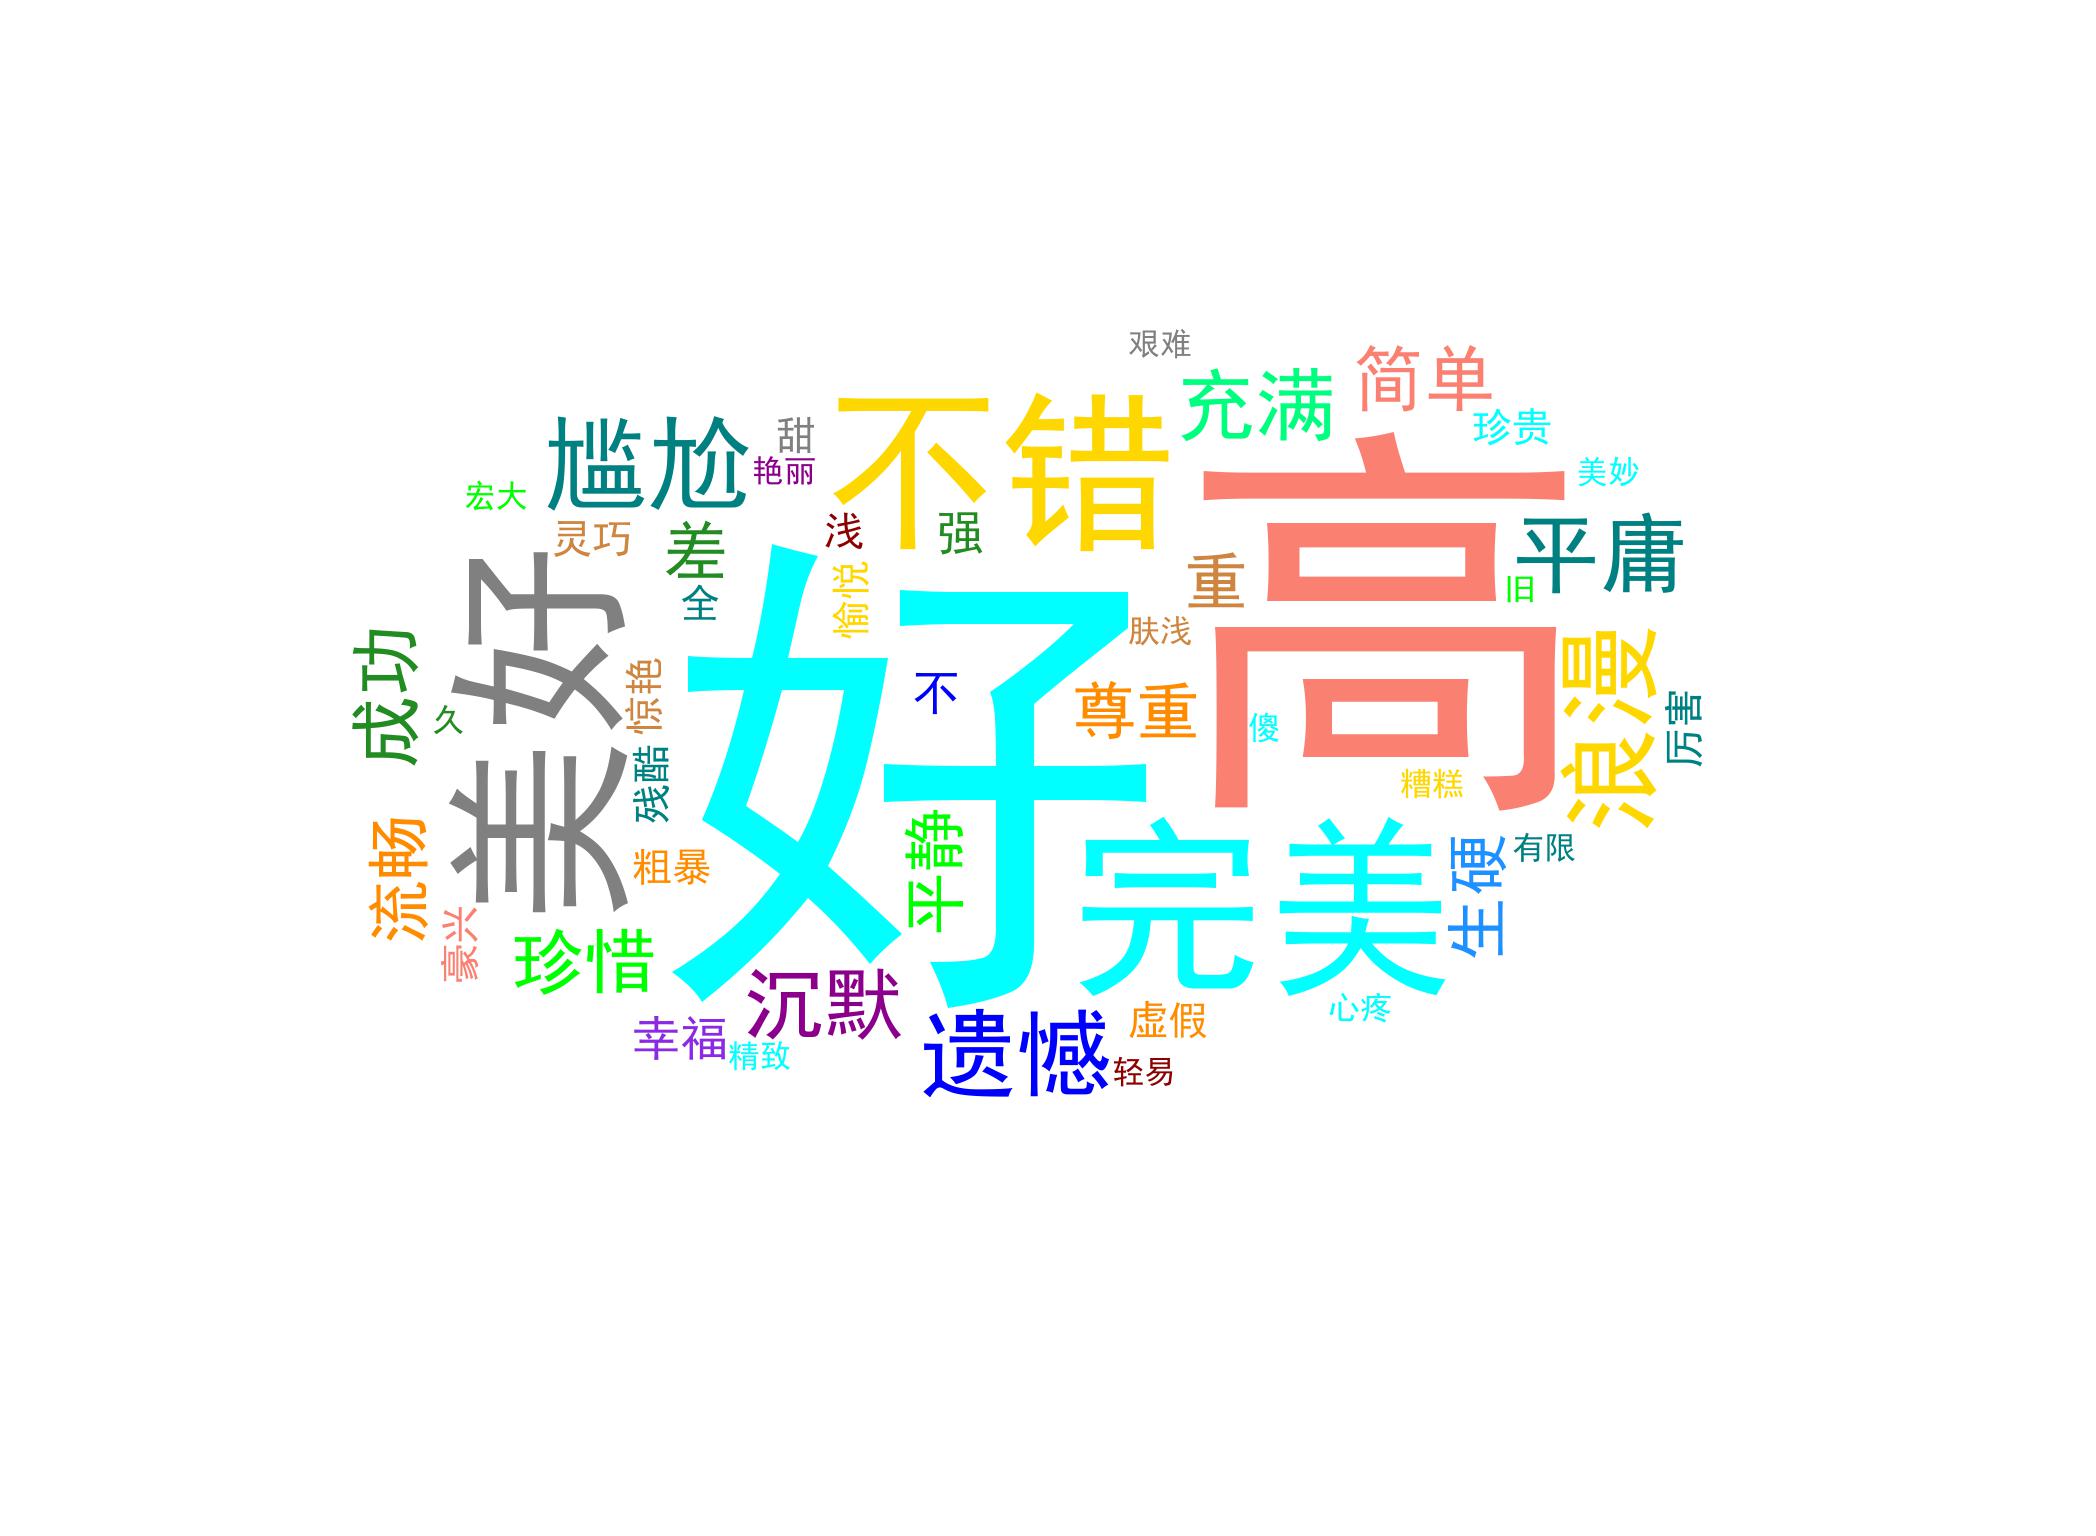 艰难
简单
充满
不错
珍贵
尴尬
甜
艳丽
美妙
高
宏大
灵巧
浅
强
平庸
差
重
旧
全
愉悦
好
肤浅
美好
成功
久
惊艳
不
尊重
傻
浪漫
厉害
残酷
糟糕
流畅
粗暴
平静
完美
生硬
有限
豪兴
珍惜
沉默
心疼
幸福
精致
遗憾
虚假
轻易